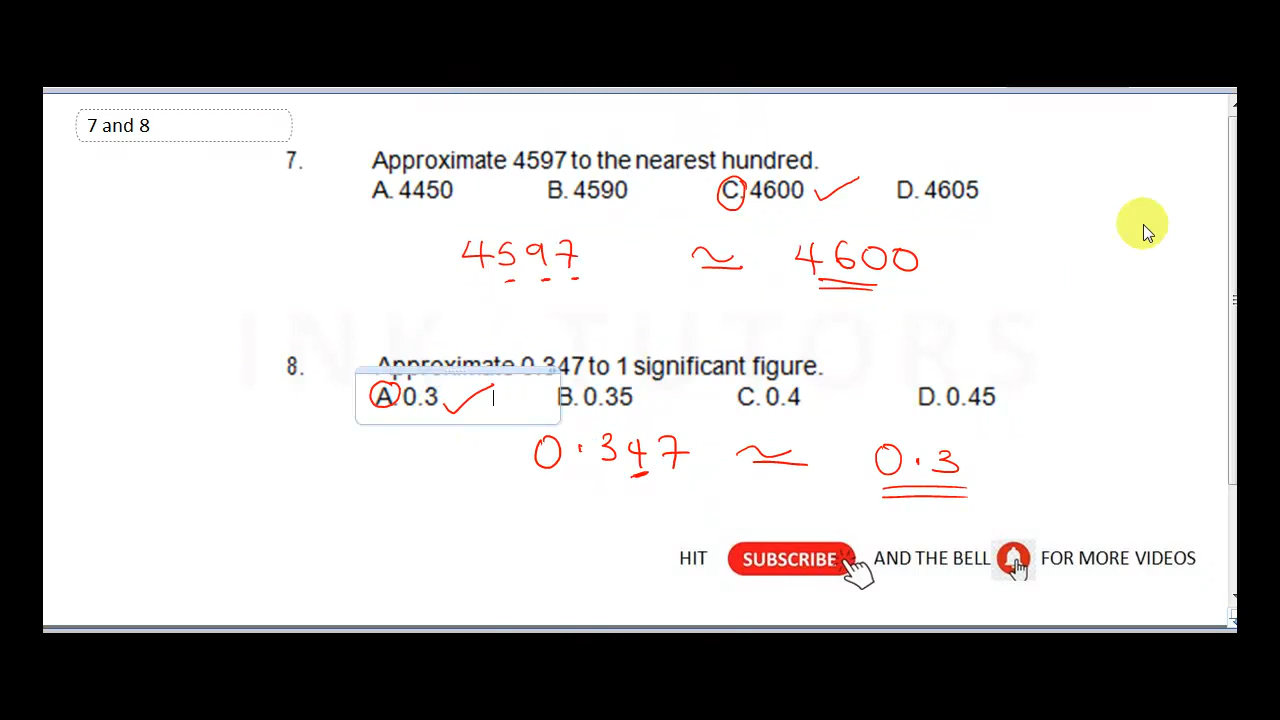 7 and 8
7. Approximate 4597 to the nearest hundred.
A. 4450 B. 4590 C. 4600 ✓ D. 4605
4597 ≃ 4600
INK TUTORS
8. Approximate 0.347 to 1 significant figure.
A. 0.3 ✓ B. 0.35 C. 0.4 D. 0.45
0.347 ≃ 0.3
HIT SUBSCRIBE AND THE BELL FOR MORE VIDEOS